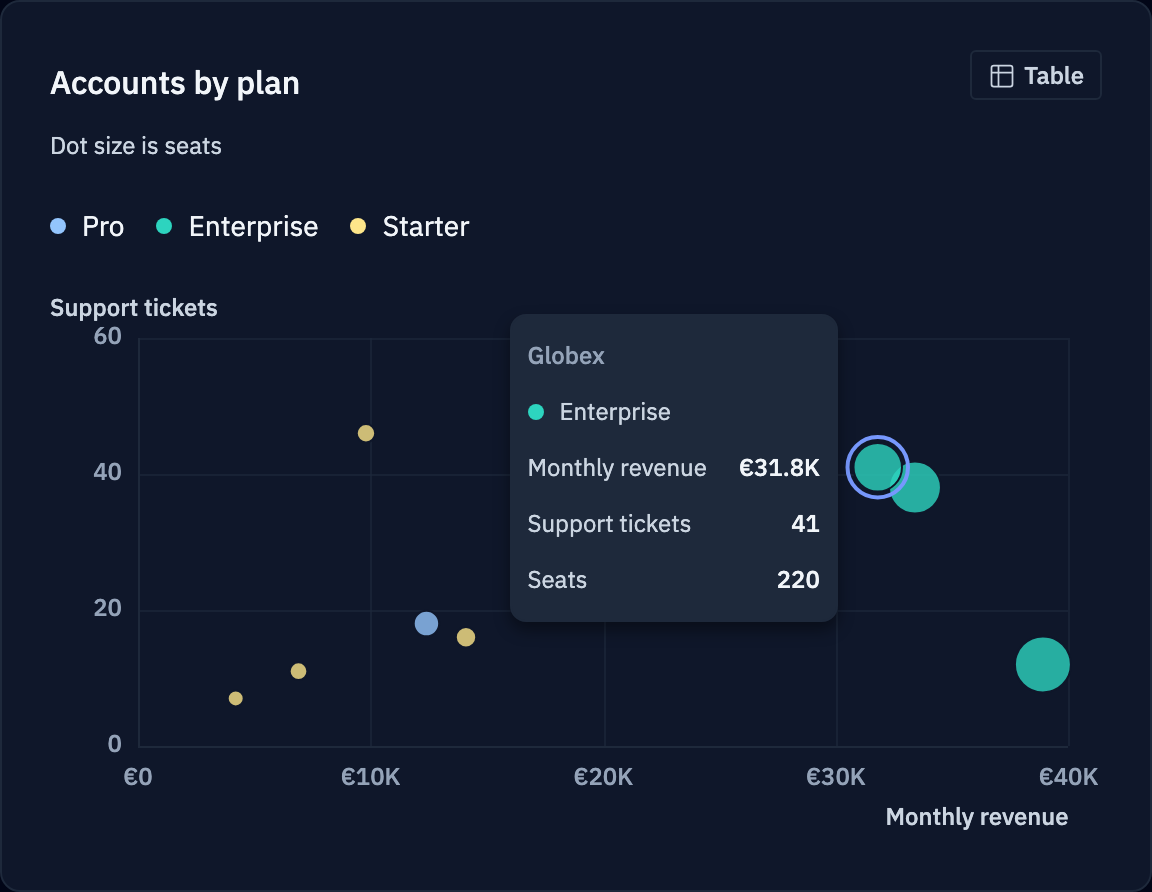 Accounts by plan
Table
Dot size is seats
Pro
Enterprise
Starter
Support tickets
60
40
20
0
Globex
Enterprise
Monthly revenue €31.8K
Support tickets 41
Seats 220
€0
€10K
€20K
€30K
€40K
Monthly revenue